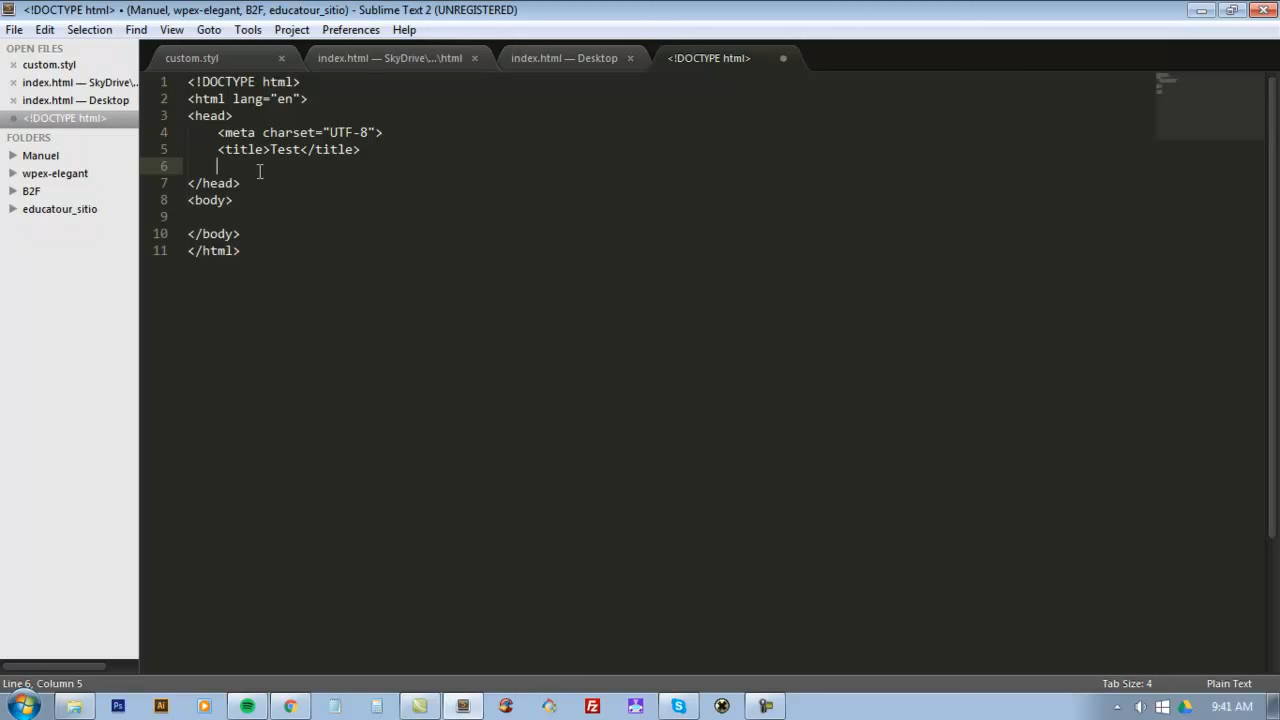 <!DOCTYPE html> • (Manuel, wpex-elegant, B2F, educatour_sitio) - Sublime Text 2 (UNREGISTERED)
File Edit Selection Find View Goto Tools Project Preferences Help
OPEN FILES
custom.styl
index.html — SkyDrive\...
index.html — Desktop
<!DOCTYPE html>
FOLDERS
Manuel
wpex-elegant
B2F
educatour_sitio
custom.styl index.html — SkyDrive\...\html index.html — Desktop <!DOCTYPE html>
1 <!DOCTYPE html>
2 <html lang="en">
3 <head>
4 <meta charset="UTF-8">
5 <title>Test</title>
6
7 </head>
8 <body>
9
10 </body>
11 </html>
Line 6, Column 5 Tab Size: 4 Plain Text
Ps Ai Fz 9:41 AM